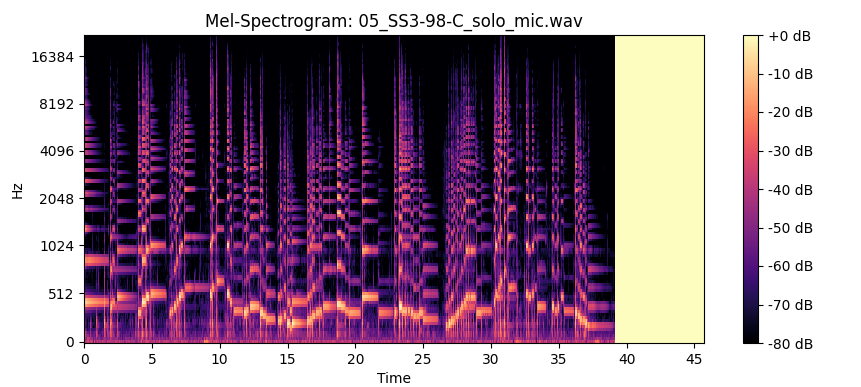 Mel-Spectrogram: 05_SS3-98-C_solo_mic.wav
Hz
16384
8192
4096
2048
1024
512
0
0 5 10 15 20 25 30 35 40 45
Time
+0 dB
-10 dB
-20 dB
-30 dB
-40 dB
-50 dB
-60 dB
-70 dB
-80 dB